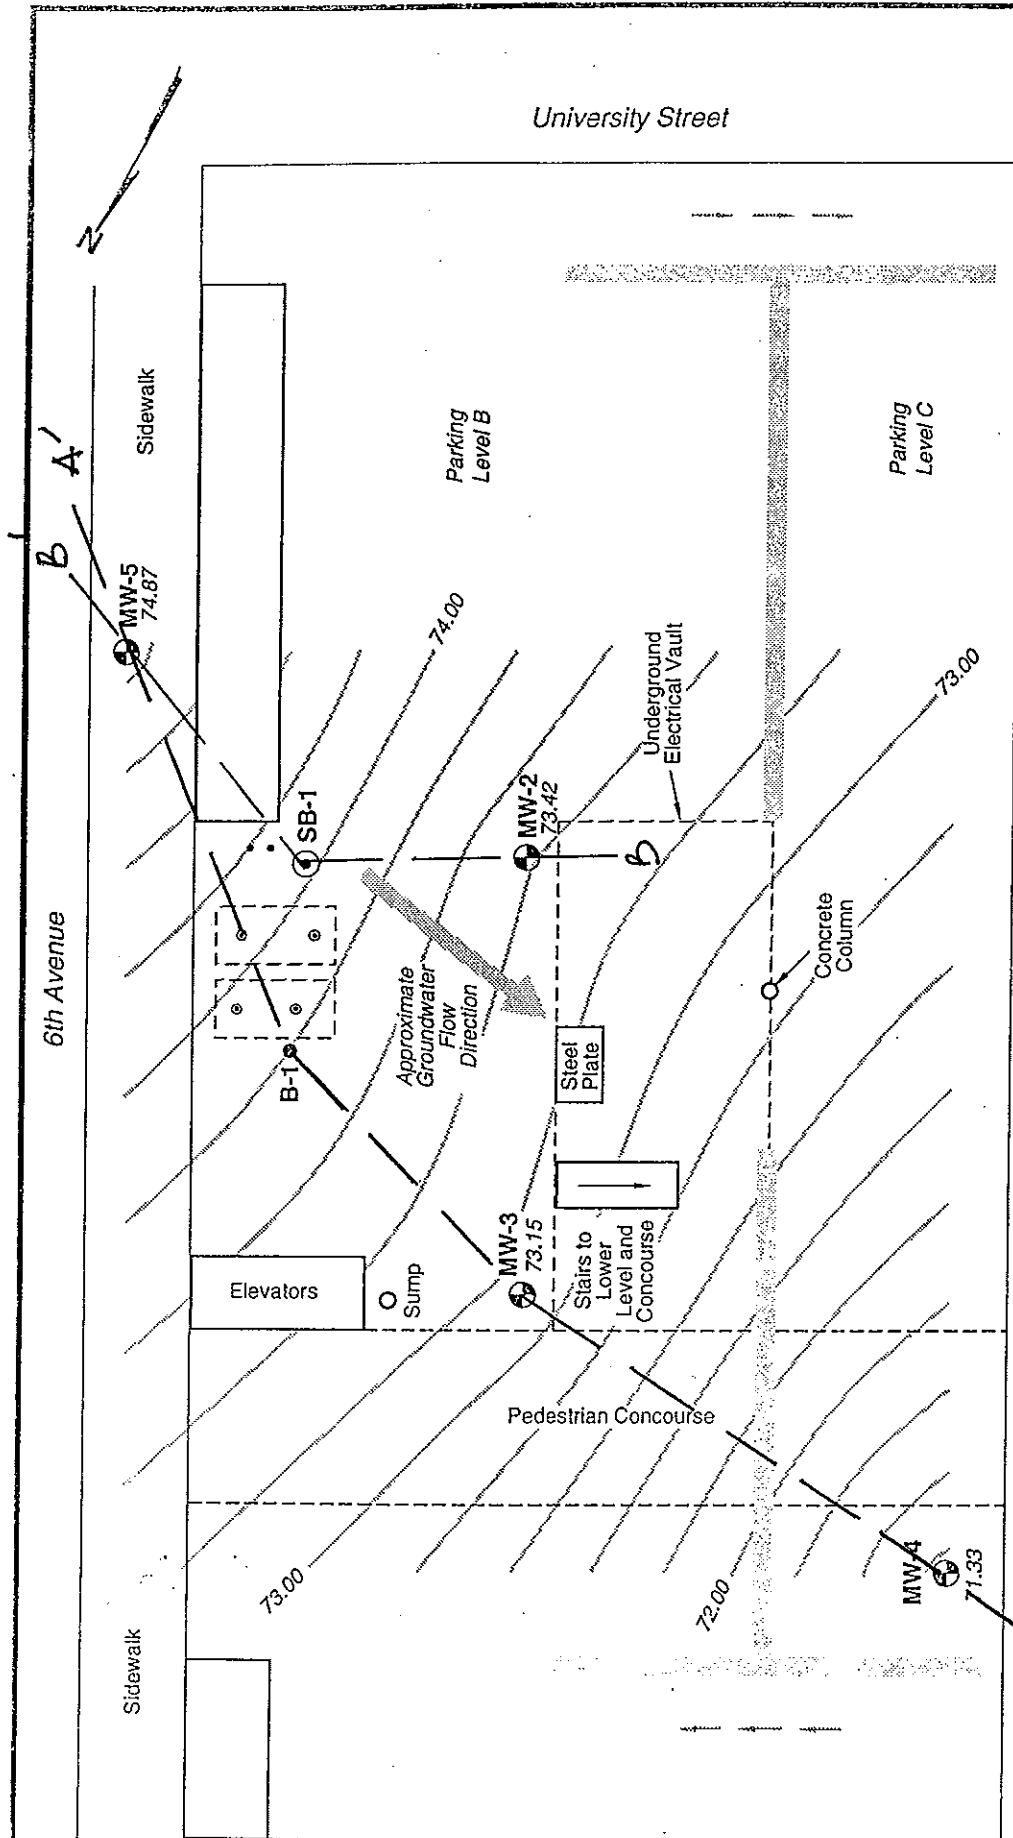 University Street
N
Sidewalk
A'
B'
MW-5
74.87
Parking
Level B
Parking
Level C
74.00
73.00
Underground
Electrical Vault
MW-2
73.42
SB-1
B
6th Avenue
Approximate
Groundwater
Flow
Direction
Concrete
Column
B-1
Steel
Plate
MW-3
73.15
Stairs to
Lower
Level and
Concourse
Elevators
Sump
Pedestrian Concourse
73.00
72.00
MW-4
71.33
Sidewalk